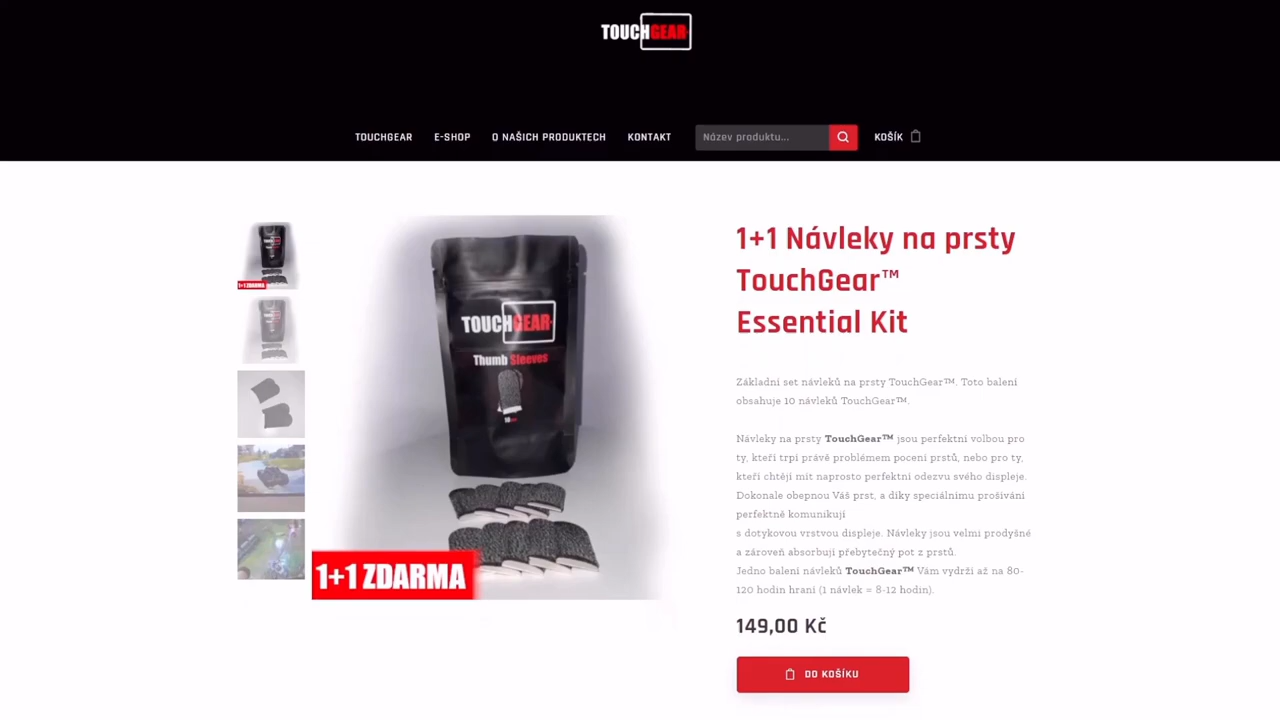 TOUCHGEAR
TOUCHGEAR
E-SHOP
O NAŠICH PRODUKTECH
KONTAKT
Název produktu...
KOŠÍK
1+1 ZDARMA
TOUCHGEAR
Thumb Sleeves
1+1 ZDARMA
1+1 Návleky na prsty
TouchGear™
Essential Kit
Základní set návleků na prsty TouchGear™. Toto balení
obsahuje 10 návleků TouchGear™.
Návleky na prsty TouchGear™ jsou perfektní volbou pro
ty, kteří trpí právě problémem pocení prstů, nebo pro ty,
kteří chtějí mít naprosto perfektní odezvu svého displeje.
Dokonale obepnou Váš prst, a díky speciálnímu prošívání
perfektně komunikují
s dotykovou vrstvou displeje. Návleky jsou velmi prodyšné
a zároveň absorbují přebytečný pot z prstů.
Jedno balení návleků TouchGear™ Vám vydrží až na 80-
120 hodin hraní (1 návlek = 8-12 hodin).
149,00 Kč
DO KOŠÍKU